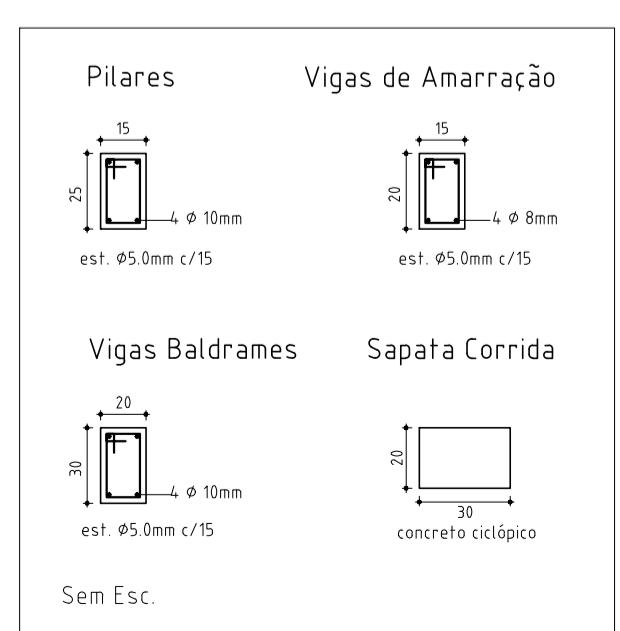 Pilares
15
25
4 Ø 10mm
est. Ø5.0mm c/15
Vigas de Amarração
15
20
4 Ø 8mm
est. Ø5.0mm c/15
Vigas Baldrames
20
30
4 Ø 10mm
est. Ø5.0mm c/15
Sapata Corrida
20
30
concreto ciclópico
Sem Esc.